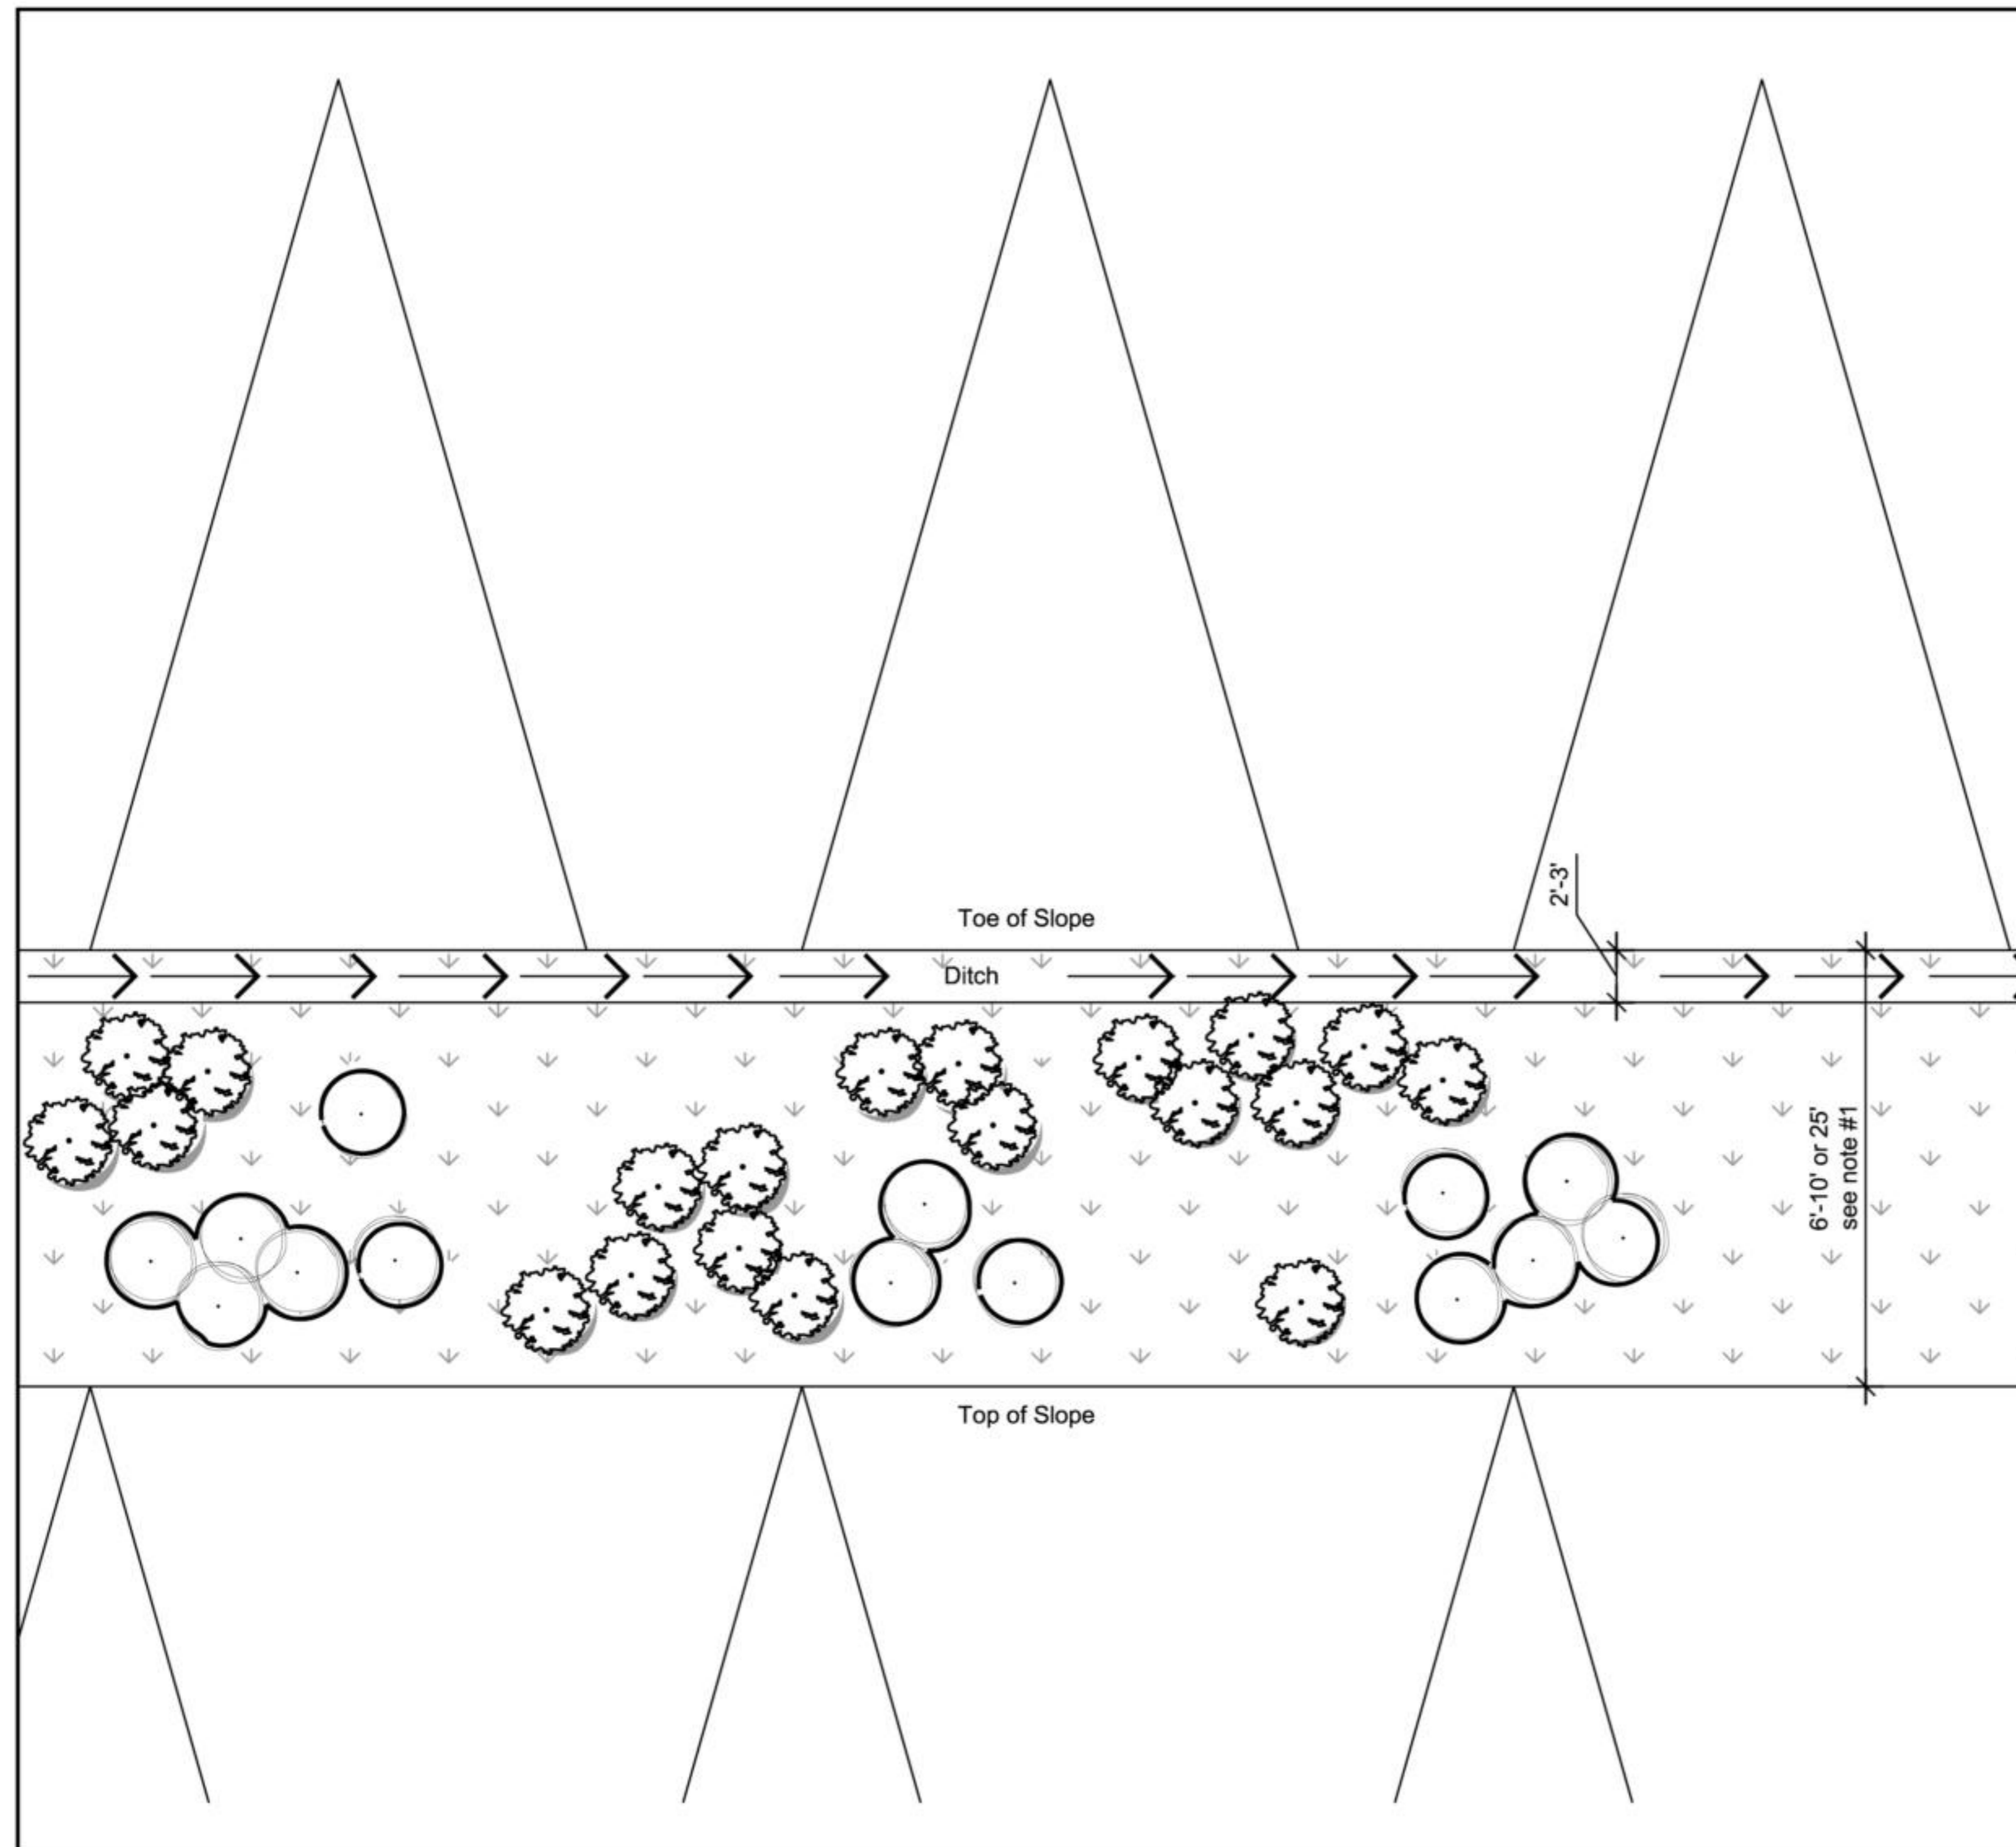 Toe of Slope
2'-3'
Ditch
6'-10' or 25'
see note #1
Top of Slope